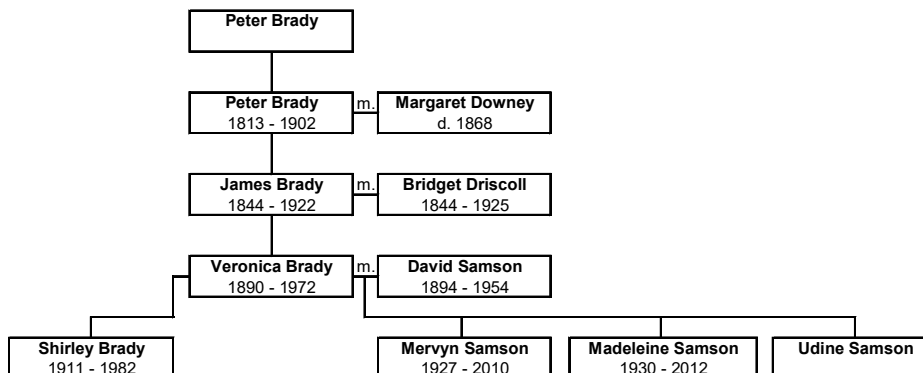 Peter Brady
Peter Brady m. Margaret Downey
1813 - 1902 d. 1868
James Brady m. Bridget Driscoll
1844 - 1922 1844 - 1925
Veronica Brady m. David Samson
1890 - 1972 1894 - 1954
Shirley Brady Mervyn Samson Madeleine Samson Udine Samson
1911 - 1982 1927 - 2010 1930 - 2012